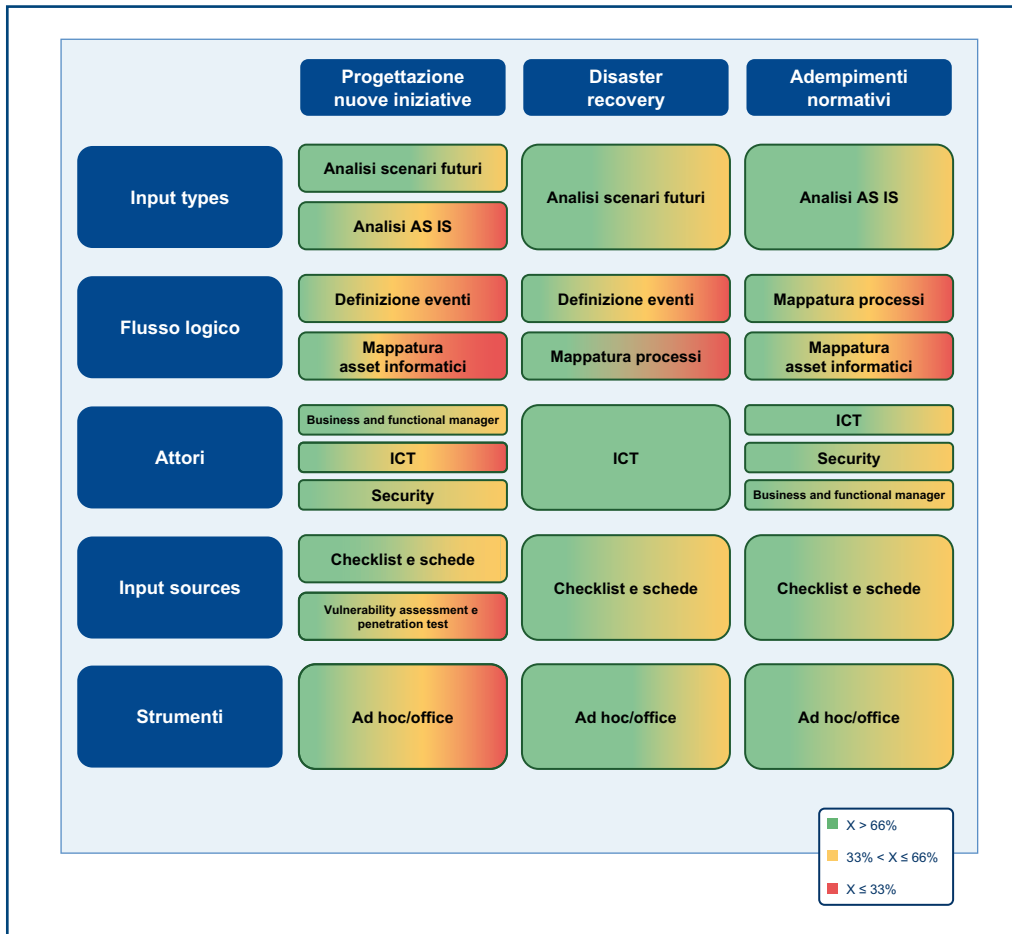 Progettazione
nuove iniziative
Disaster
recovery
Adempimenti
normativi
Input types
Analisi scenari futuri
Analisi AS IS
Analisi scenari futuri
Analisi AS IS
Flusso logico
Definizione eventi
Mappatura
asset informatici
Definizione eventi
Mappatura processi
Mappatura processi
Mappatura
asset informatici
Attori
Business and functional manager
ICT
Security
ICT
ICT
Security
Business and functional manager
Input sources
Checklist e schede
Vulnerability assessment e
penetration test
Checklist e schede
Checklist e schede
Strumenti
Ad hoc/office
Ad hoc/office
Ad hoc/office
X > 66%
33% < X ≤ 66%
X ≤ 33%